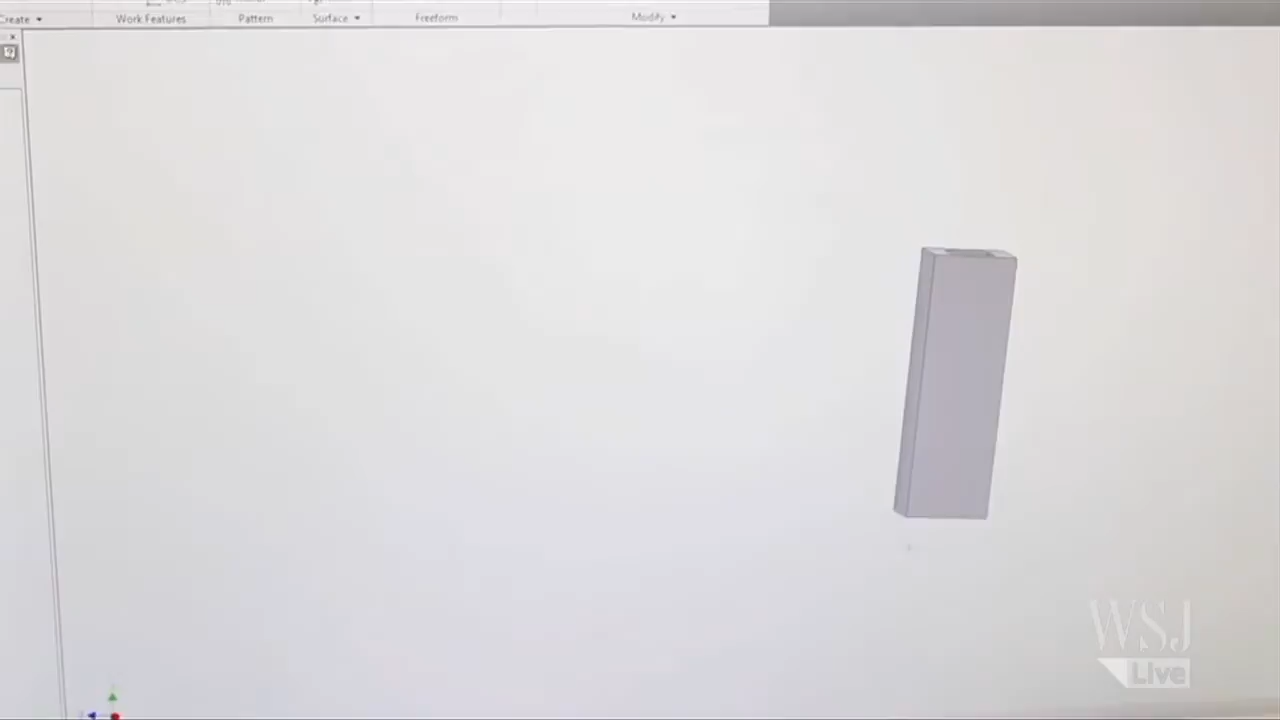 Create
Work Features
Pattern
Surface
Freeform
Modify
WSJ
Live